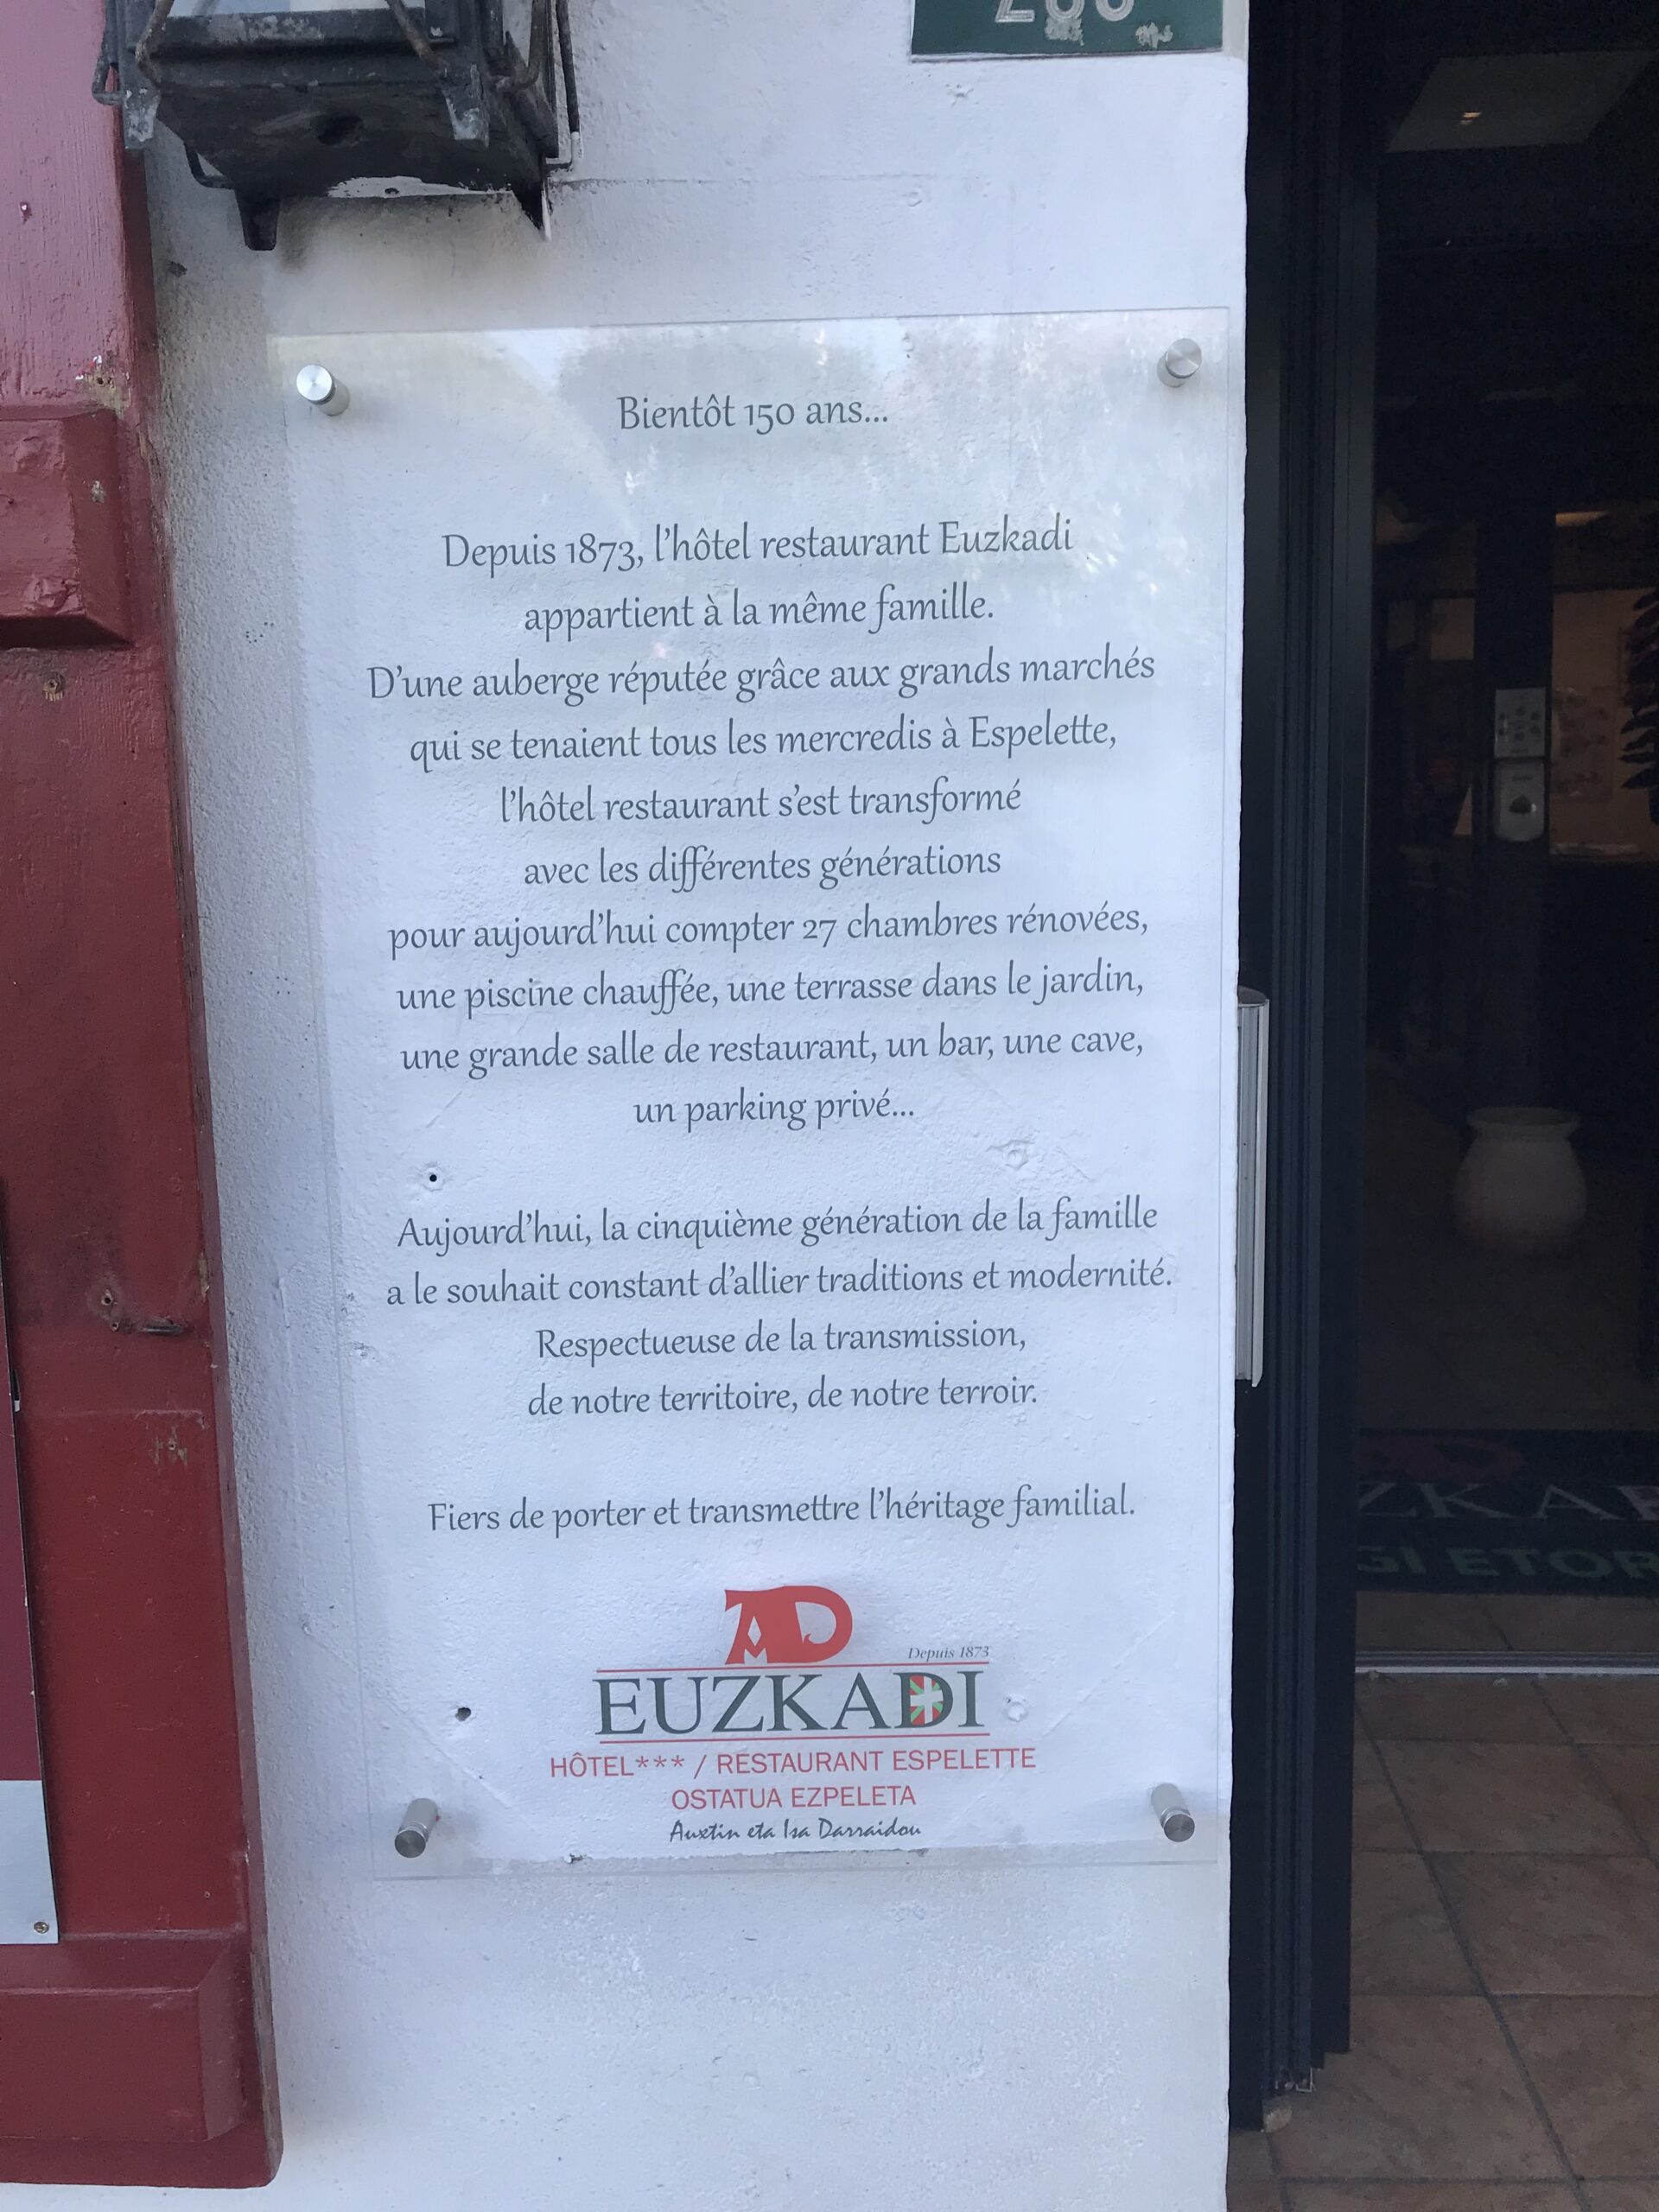 Bientôt 150 ans...
Depuis 1873, l'hôtel restaurant Euzkadi
appartient à la même famille.
D'une auberge réputée grâce aux grands marchés
qui se tenaient tous les mercredis à Espelette,
l'hôtel restaurant s'est transformé
avec les différentes générations
pour aujourd'hui compter 27 chambres rénovées,
une piscine chauffée, une terrasse dans le jardin,
une grande salle de restaurant, un bar, une cave,
un parking privé...
Aujourd'hui, la cinquième génération de la famille
a le souhait constant d'allier traditions et modernité.
Respectueuse de la transmission,
de notre territoire, de notre terroir.
Fiers de porter et transmettre l'héritage familial.
AD
Depuis 1873
EUZKADI
HÔTEL*** / RESTAURANT ESPELETTE
OSTATUA EZPELETA
Auxtin eta Isa Darraidou